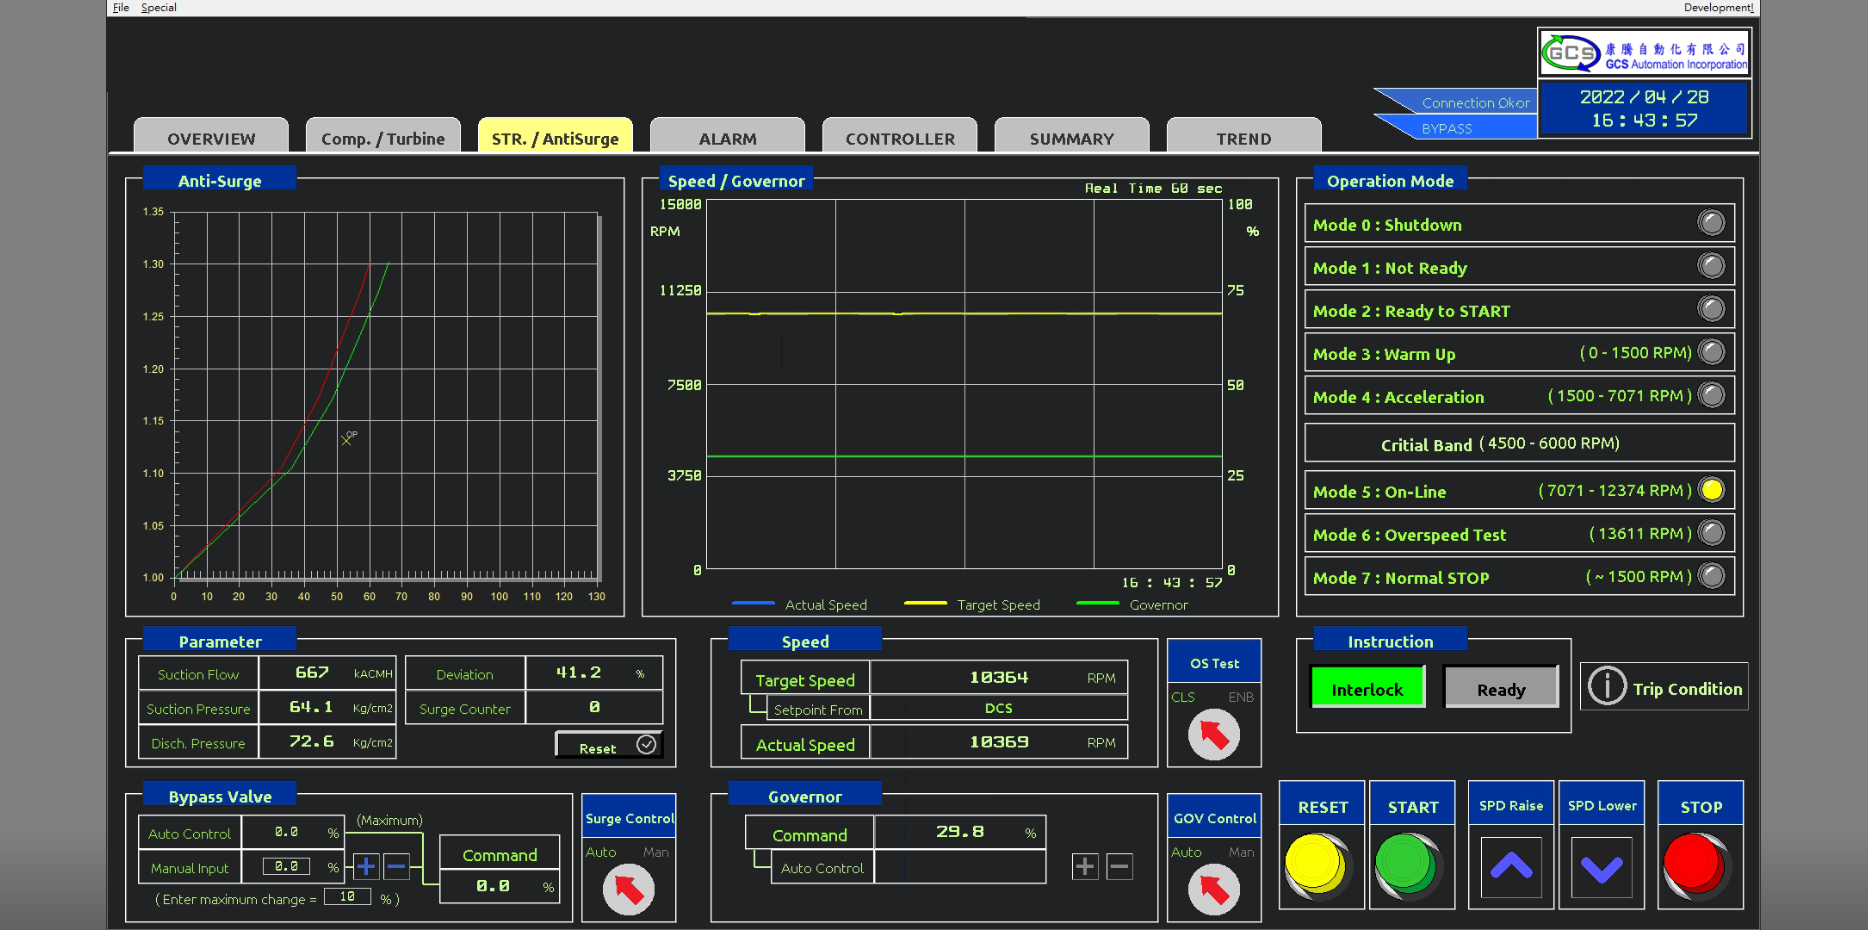 File Special Development!
康騰自動化有限公司
GCS
GCS Automation Incorporation
Connection Okor
2022/04/28
BYPASS
16:43:57
OVERVIEW
Comp. / Turbine
STR. / AntiSurge
ALARM
CONTROLLER
SUMMARY
TREND
Anti-Surge
1.35
1.30
1.25
1.20
1.15
1.10
1.05
1.00
OP
0 10 20 30 40 50 60 70 80 90 100 110 120 130
Speed / Governor
Real Time 60 sec
15000 100
RPM %
11250 75
7500 50
3750 25
0 0
16 : 43 : 57
Actual Speed Target Speed Governor
Operation Mode
Mode 0 : Shutdown
Mode 1 : Not Ready
Mode 2 : Ready to START
Mode 3 : Warm Up ( 0 - 1500 RPM)
Mode 4 : Acceleration ( 1500 - 7071 RPM )
Critial Band ( 4500 - 6000 RPM)
Mode 5 : On-Line ( 7071 - 12374 RPM )
Mode 6 : Overspeed Test ( 13611 RPM )
Mode 7 : Normal STOP ( ~ 1500 RPM )
Parameter
Suction Flow 667 kACMH
Suction Pressure 64.1 Kg/cm2
Disch. Pressure 72.6 Kg/cm2
Deviation 41.2 %
Surge Counter 0
Reset
Speed
Target Speed 10364 RPM
Setpoint From DCS
Actual Speed 10369 RPM
OS Test
CLS ENB
Instruction
Interlock
Ready
Trip Condition
Bypass Valve
Auto Control 0.0 %
(Maximum)
Manual Input 0.0 % + −
( Enter maximum change = 10 % )
Command
0.0 %
Surge Control
Auto Man
Governor
Command 29.8 %
Auto Control
+ −
GOV Control
Auto Man
RESET
START
SPD Raise
SPD Lower
STOP